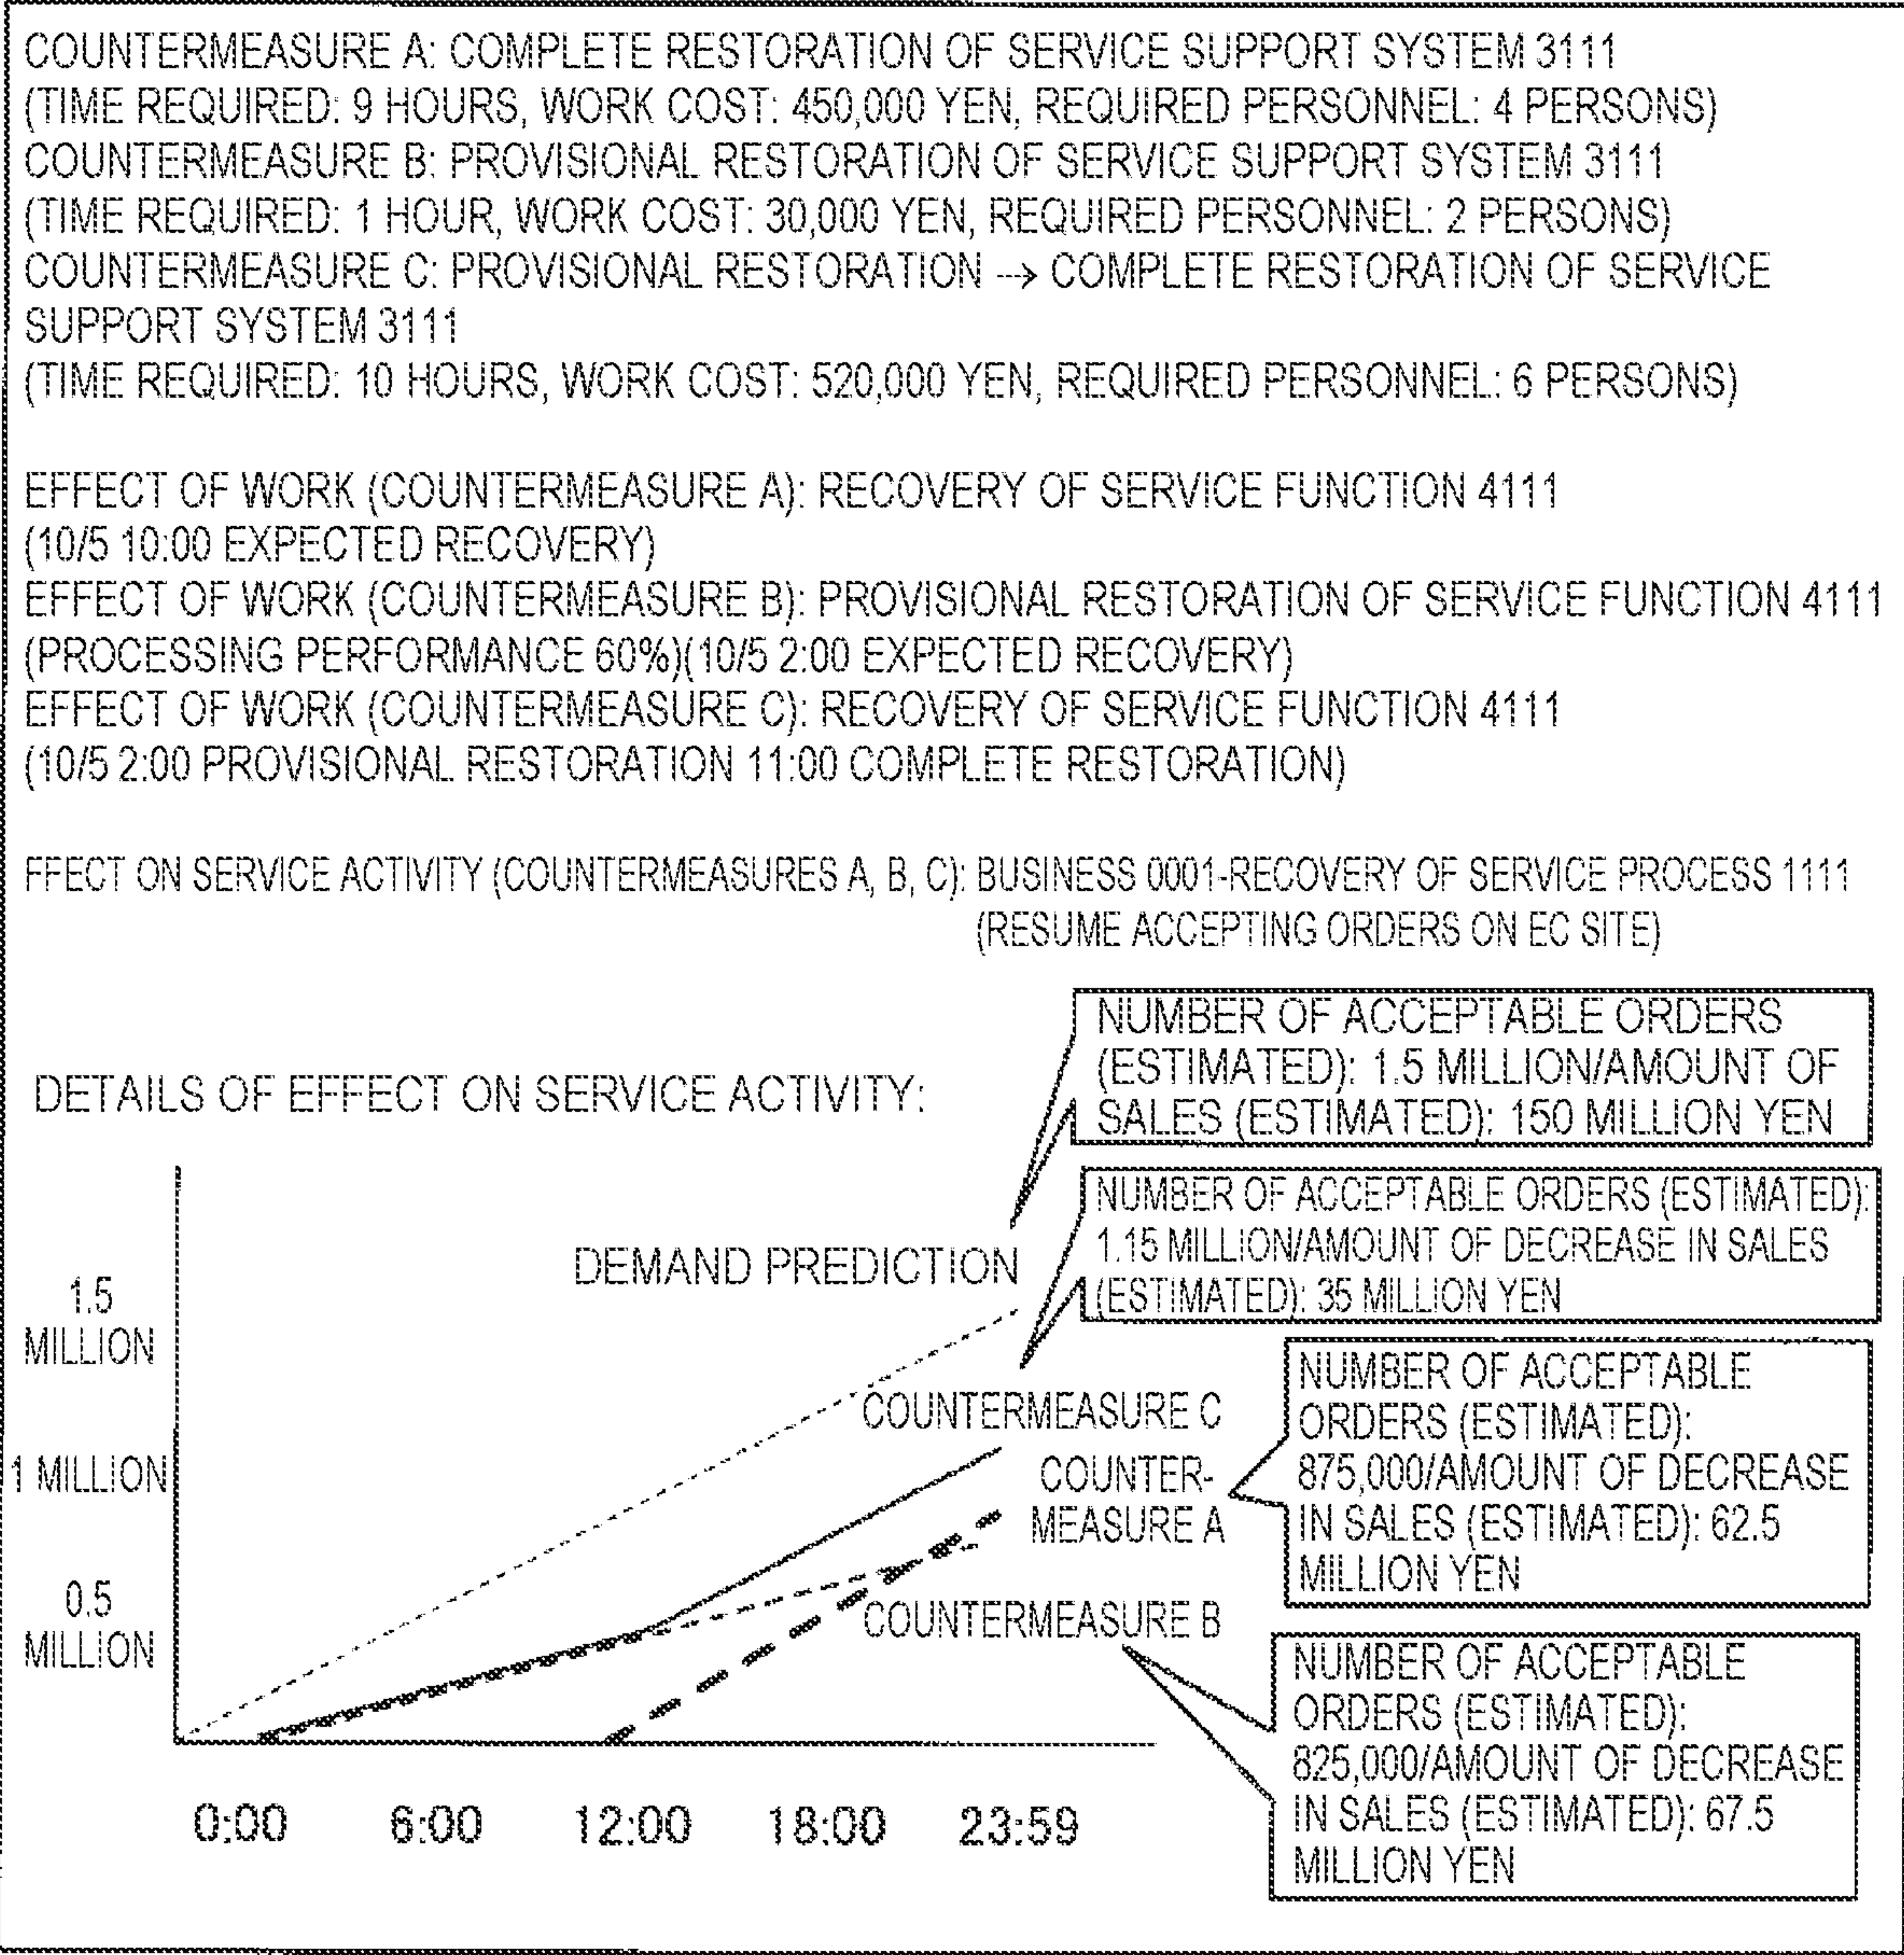 COUNTERMEASURE A: COMPLETE RESTORATION OF SERVICE SUPPORT SYSTEM 3111
(TIME REQUIRED: 9 HOURS, WORK COST: 450,000 YEN, REQUIRED PERSONNEL: 4 PERSONS)
COUNTERMEASURE B: PROVISIONAL RESTORATION OF SERVICE SUPPORT SYSTEM 3111
(TIME REQUIRED: 1 HOUR, WORK COST: 30,000 YEN, REQUIRED PERSONNEL: 2 PERSONS)
COUNTERMEASURE C: PROVISIONAL RESTORATION --> COMPLETE RESTORATION OF SERVICE
SUPPORT SYSTEM 3111
(TIME REQUIRED: 10 HOURS, WORK COST: 520,000 YEN, REQUIRED PERSONNEL: 6 PERSONS)
EFFECT OF WORK (COUNTERMEASURE A): RECOVERY OF SERVICE FUNCTION 4111
(10/5 10:00 EXPECTED RECOVERY)
EFFECT OF WORK (COUNTERMEASURE B): PROVISIONAL RESTORATION OF SERVICE FUNCTION 4111
(PROCESSING PERFORMANCE 60%)(10/5 2:00 EXPECTED RECOVERY)
EFFECT OF WORK (COUNTERMEASURE C): RECOVERY OF SERVICE FUNCTION 4111
(10/5 2:00 PROVISIONAL RESTORATION 11:00 COMPLETE RESTORATION)
FFECT ON SERVICE ACTIVITY (COUNTERMEASURES A, B, C): BUSINESS 0001-RECOVERY OF SERVICE PROCESS 1111
(RESUME ACCEPTING ORDERS ON EC SITE)
DETAILS OF EFFECT ON SERVICE ACTIVITY:
NUMBER OF ACCEPTABLE ORDERS
(ESTIMATED): 1.5 MILLION/AMOUNT OF
SALES (ESTIMATED): 150 MILLION YEN
NUMBER OF ACCEPTABLE ORDERS (ESTIMATED):
1.15 MILLION/AMOUNT OF DECREASE IN SALES
(ESTIMATED): 35 MILLION YEN
DEMAND PREDICTION
1.5
MILLION
1 MILLION
0.5
MILLION
COUNTERMEASURE C
COUNTER-
MEASURE A
NUMBER OF ACCEPTABLE
ORDERS (ESTIMATED):
875,000/AMOUNT OF DECREASE
IN SALES (ESTIMATED): 62.5
MILLION YEN
COUNTERMEASURE B
NUMBER OF ACCEPTABLE
ORDERS (ESTIMATED):
825,000/AMOUNT OF DECREASE
IN SALES (ESTIMATED): 67.5
MILLION YEN
0:00 6:00 12:00 18:00 23:59